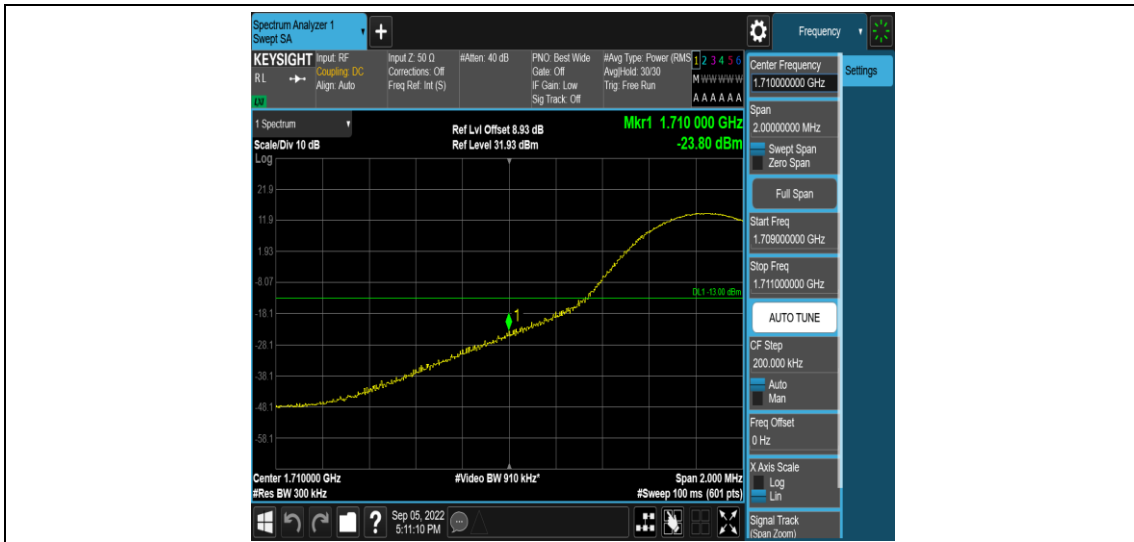 Spectrum Analyzer 1
Swept SA
+
Frequency
KEYSIGHT
RL
LXI
Input: RF
Coupling: DC
Align: Auto
Input Z: 50 Ω
Corrections: Off
Freq Ref: Int (S)
#Atten: 40 dB
PNO: Best Wide
Gate: Off
IF Gain: Low
Sig Track: Off
#Avg Type: Power (RMS
Avg|Hold: 30/30
Trig: Free Run
1 2 3 4 5 6
M W W W W W
A A A A A A
1 Spectrum
Scale/Div 10 dB
Log
Ref Lvl Offset 8.93 dB
Ref Level 31.93 dBm
Mkr1 1.710 000 GHz
-23.80 dBm
21.9
11.9
1.93
-8.07
-18.1
-28.1
-38.1
-48.1
-58.1
DL1 -13.00 dBm
1
Center 1.710000 GHz
#Res BW 300 kHz
#Video BW 910 kHz*
Span 2.000 MHz
#Sweep 100 ms (601 pts)
?
Sep 05, 2022
5:11:10 PM
Center Frequency
1.710000000 GHz
Settings
Span
2.00000000 MHz
Swept Span
Zero Span
Full Span
Start Freq
1.709000000 GHz
Stop Freq
1.711000000 GHz
AUTO TUNE
CF Step
200.000 kHz
Auto
Man
Freq Offset
0 Hz
X Axis Scale
Log
Lin
Signal Track
(Span Zoom)